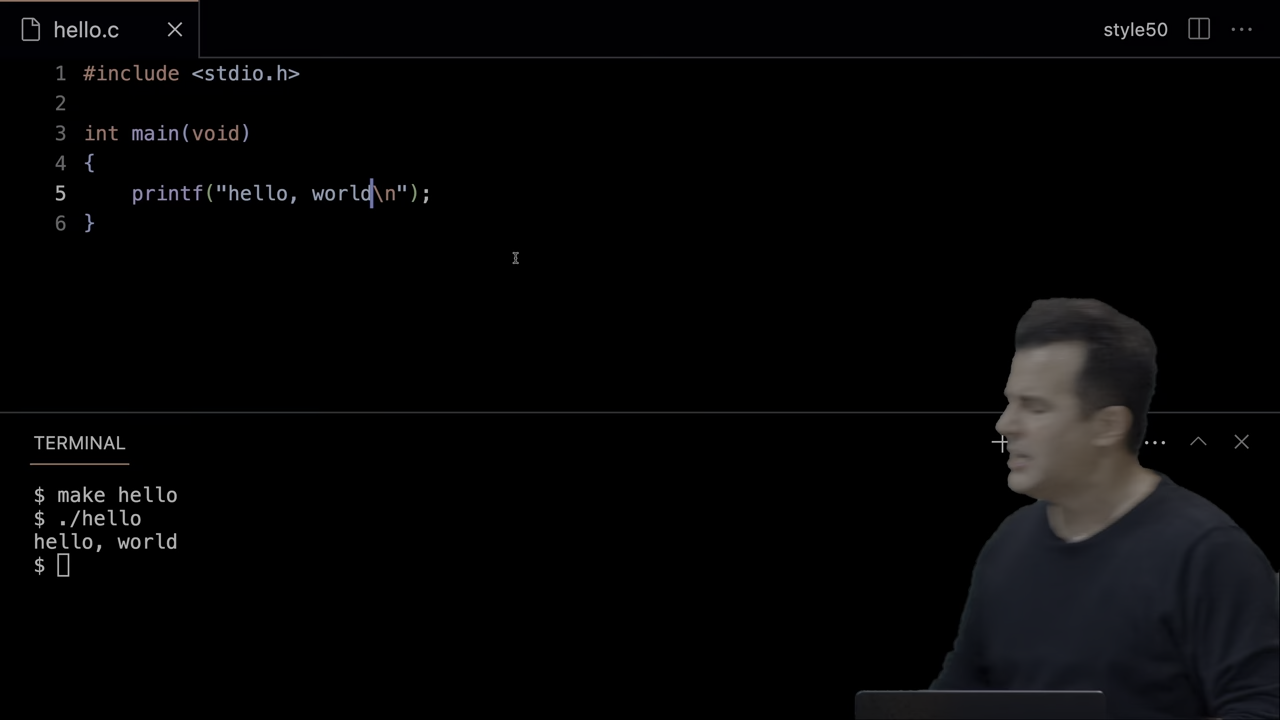 hello.c
style50
1 #include <stdio.h>
2
3 int main(void)
4 {
5     printf("hello, world\n");
6 }
TERMINAL
$ make hello
$ ./hello
hello, world
$